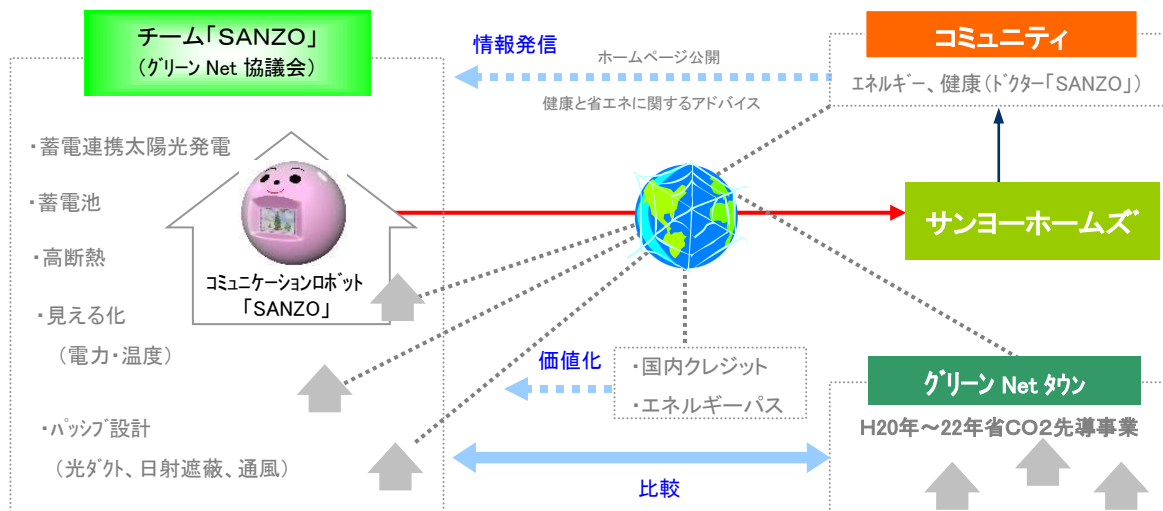 チーム「SANZO」
(グリーン Net 協議会)
・蓄電連携太陽光発電
・蓄電池
・高断熱
・見える化
(電力・温度)
・パッシブ設計
(光ダクト、日射遮蔽、通風)
コミュニケーションロボット
「SANZO」
情報発信
ホームページ公開
健康と省エネに関するアドバイス
コミュニティ
エネルギー、健康(ドクター「SANZO」)
サンヨーホームズ
価値化
・国内クレジット
・エネルギーパス
グリーン Net タウン
H20年～22年省CO2先導事業
比較